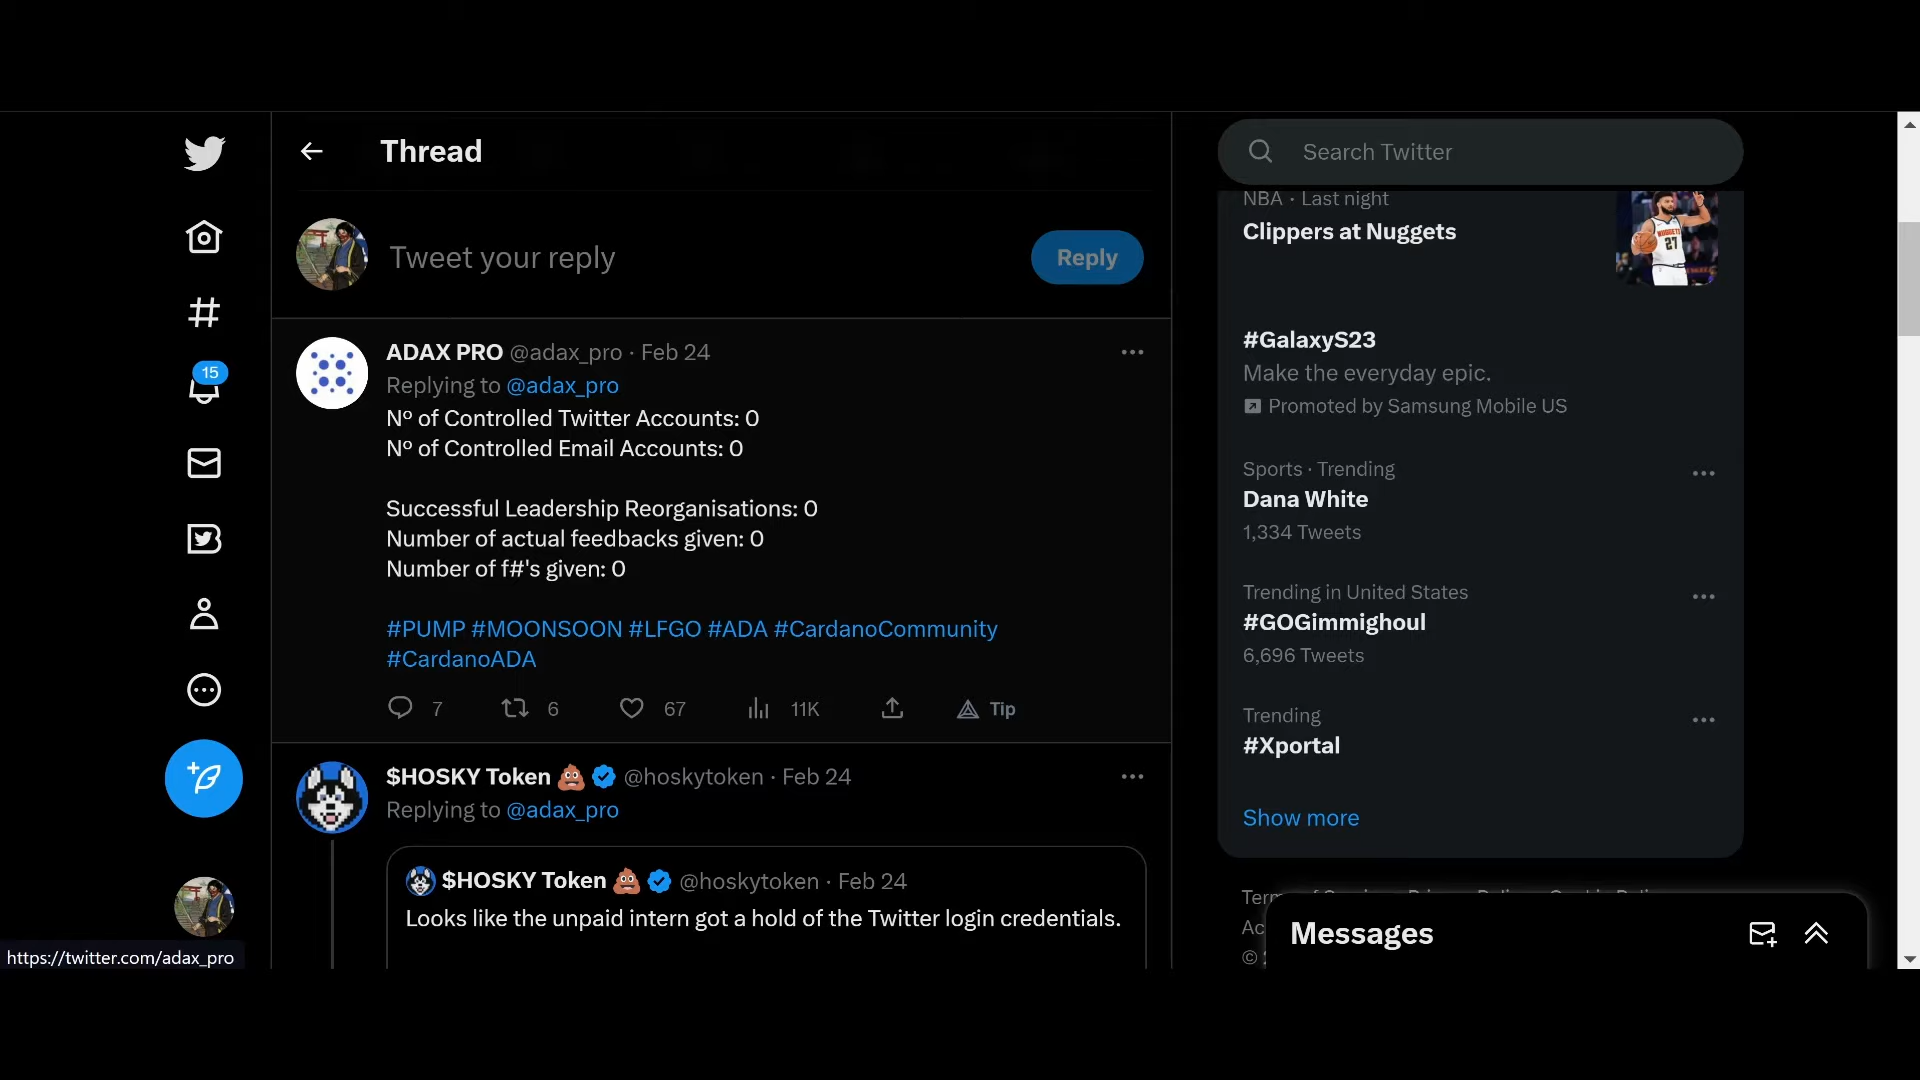 Thread
Tweet your reply
Reply
15
ADAX PRO @adax_pro · Feb 24
Replying to @adax_pro
Nº of Controlled Twitter Accounts: 0
Nº of Controlled Email Accounts: 0
Successful Leadership Reorganisations: 0
Number of actual feedbacks given: 0
Number of f#'s given: 0
#PUMP #MOONSOON #LFGO #ADA #CardanoCommunity
#CardanoADA
7 6 67 11K Tip
$HOSKY Token @hoskytoken · Feb 24
Replying to @adax_pro
$HOSKY Token @hoskytoken · Feb 24
Looks like the unpaid intern got a hold of the Twitter login credentials.
https://twitter.com/adax_pro
Search Twitter
NBA · Last night
Clippers at Nuggets
NUGGETS
27
#GalaxyS23
Make the everyday epic.
Promoted by Samsung Mobile US
Sports · Trending
Dana White
1,334 Tweets
Trending in United States
#GOGimmighoul
6,696 Tweets
Trending
#Xportal
Show more
Messages